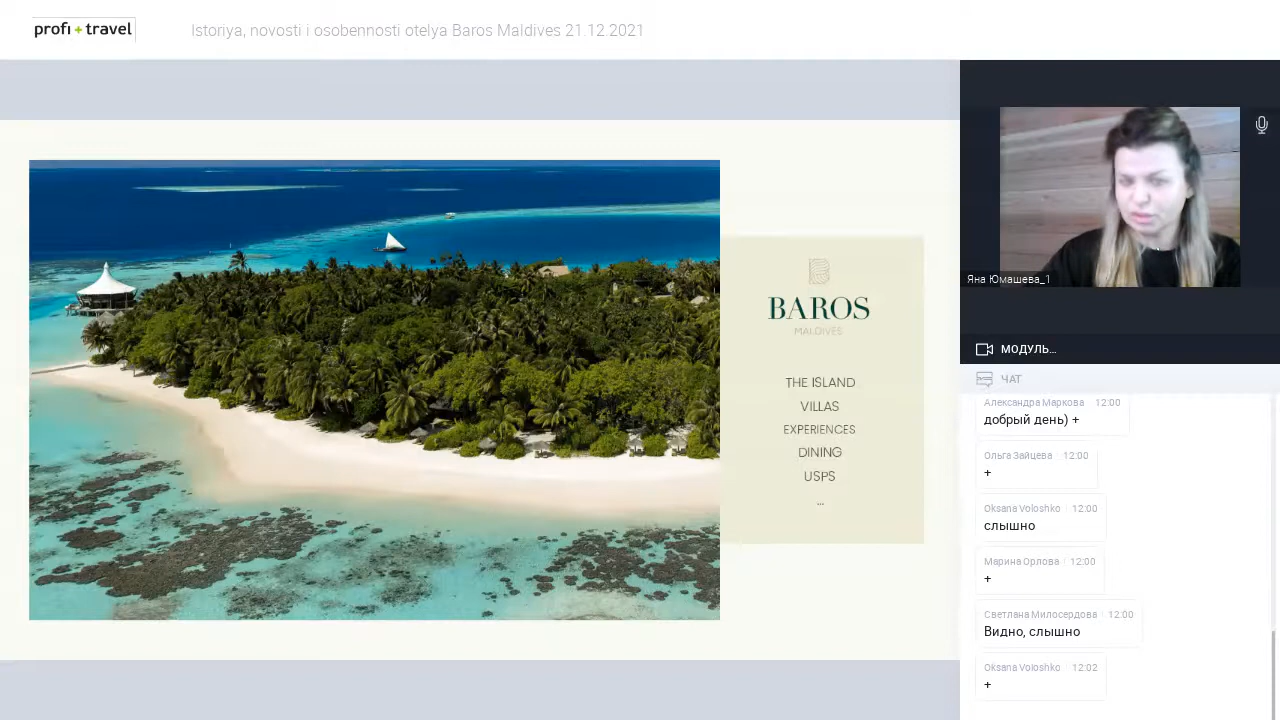 profi + travel
Istoriya, novosti i osobennosti otelya Baros Maldives 21.12.2021
BAROS
MALDIVES
THE ISLAND
VILLAS
EXPERIENCES
DINING
USPS
...
Яна Юмашева_1
МОДУЛЬ...
ЧАТ
Александра Маркова 12:00
добрый день) +
Ольга Зайцева 12:00
+
Oksana Voloshko 12:00
слышно
Марина Орлова 12:00
+
Светлана Милосердова 12:00
Видно, слышно
Oksana Voloshko 12:02
+